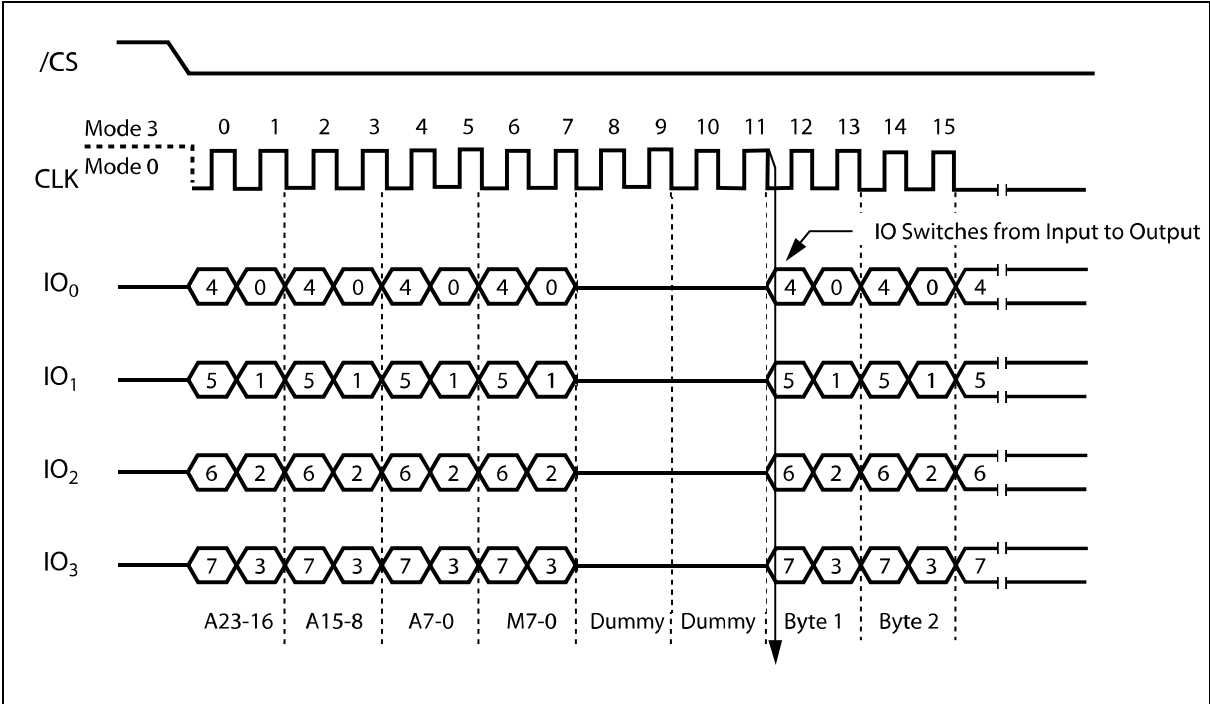 /CS
Mode 3
0 1 2 3 4 5 6 7 8 9 10 11 12 13 14 15
Mode 0
CLK
IO Switches from Input to Output
IO0 4 0 4 0 4 0 4 0 4 0 4 0 4
IO1 5 1 5 1 5 1 5 1 5 1 5 1 5
IO2 6 2 6 2 6 2 6 2 6 2 6 2 6
IO3 7 3 7 3 7 3 7 3 7 3 7 3 7
A23-16 A15-8 A7-0 M7-0 Dummy Dummy Byte 1 Byte 2